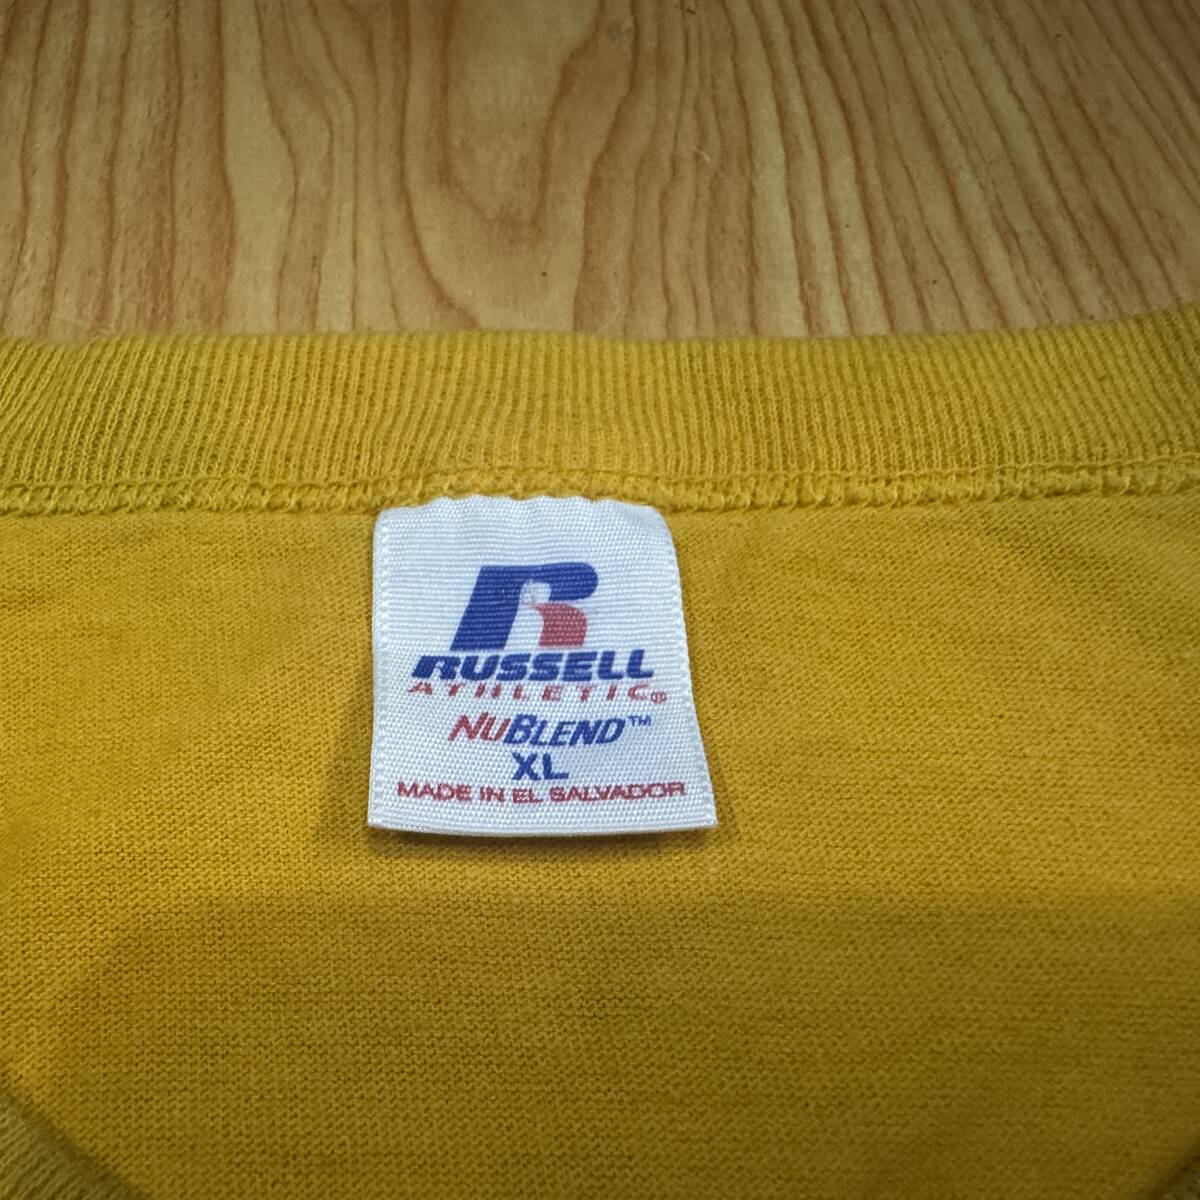 R
RUSSELL
ATHLETIC®
NUBLEND™
XL
MADE IN EL SALVADOR